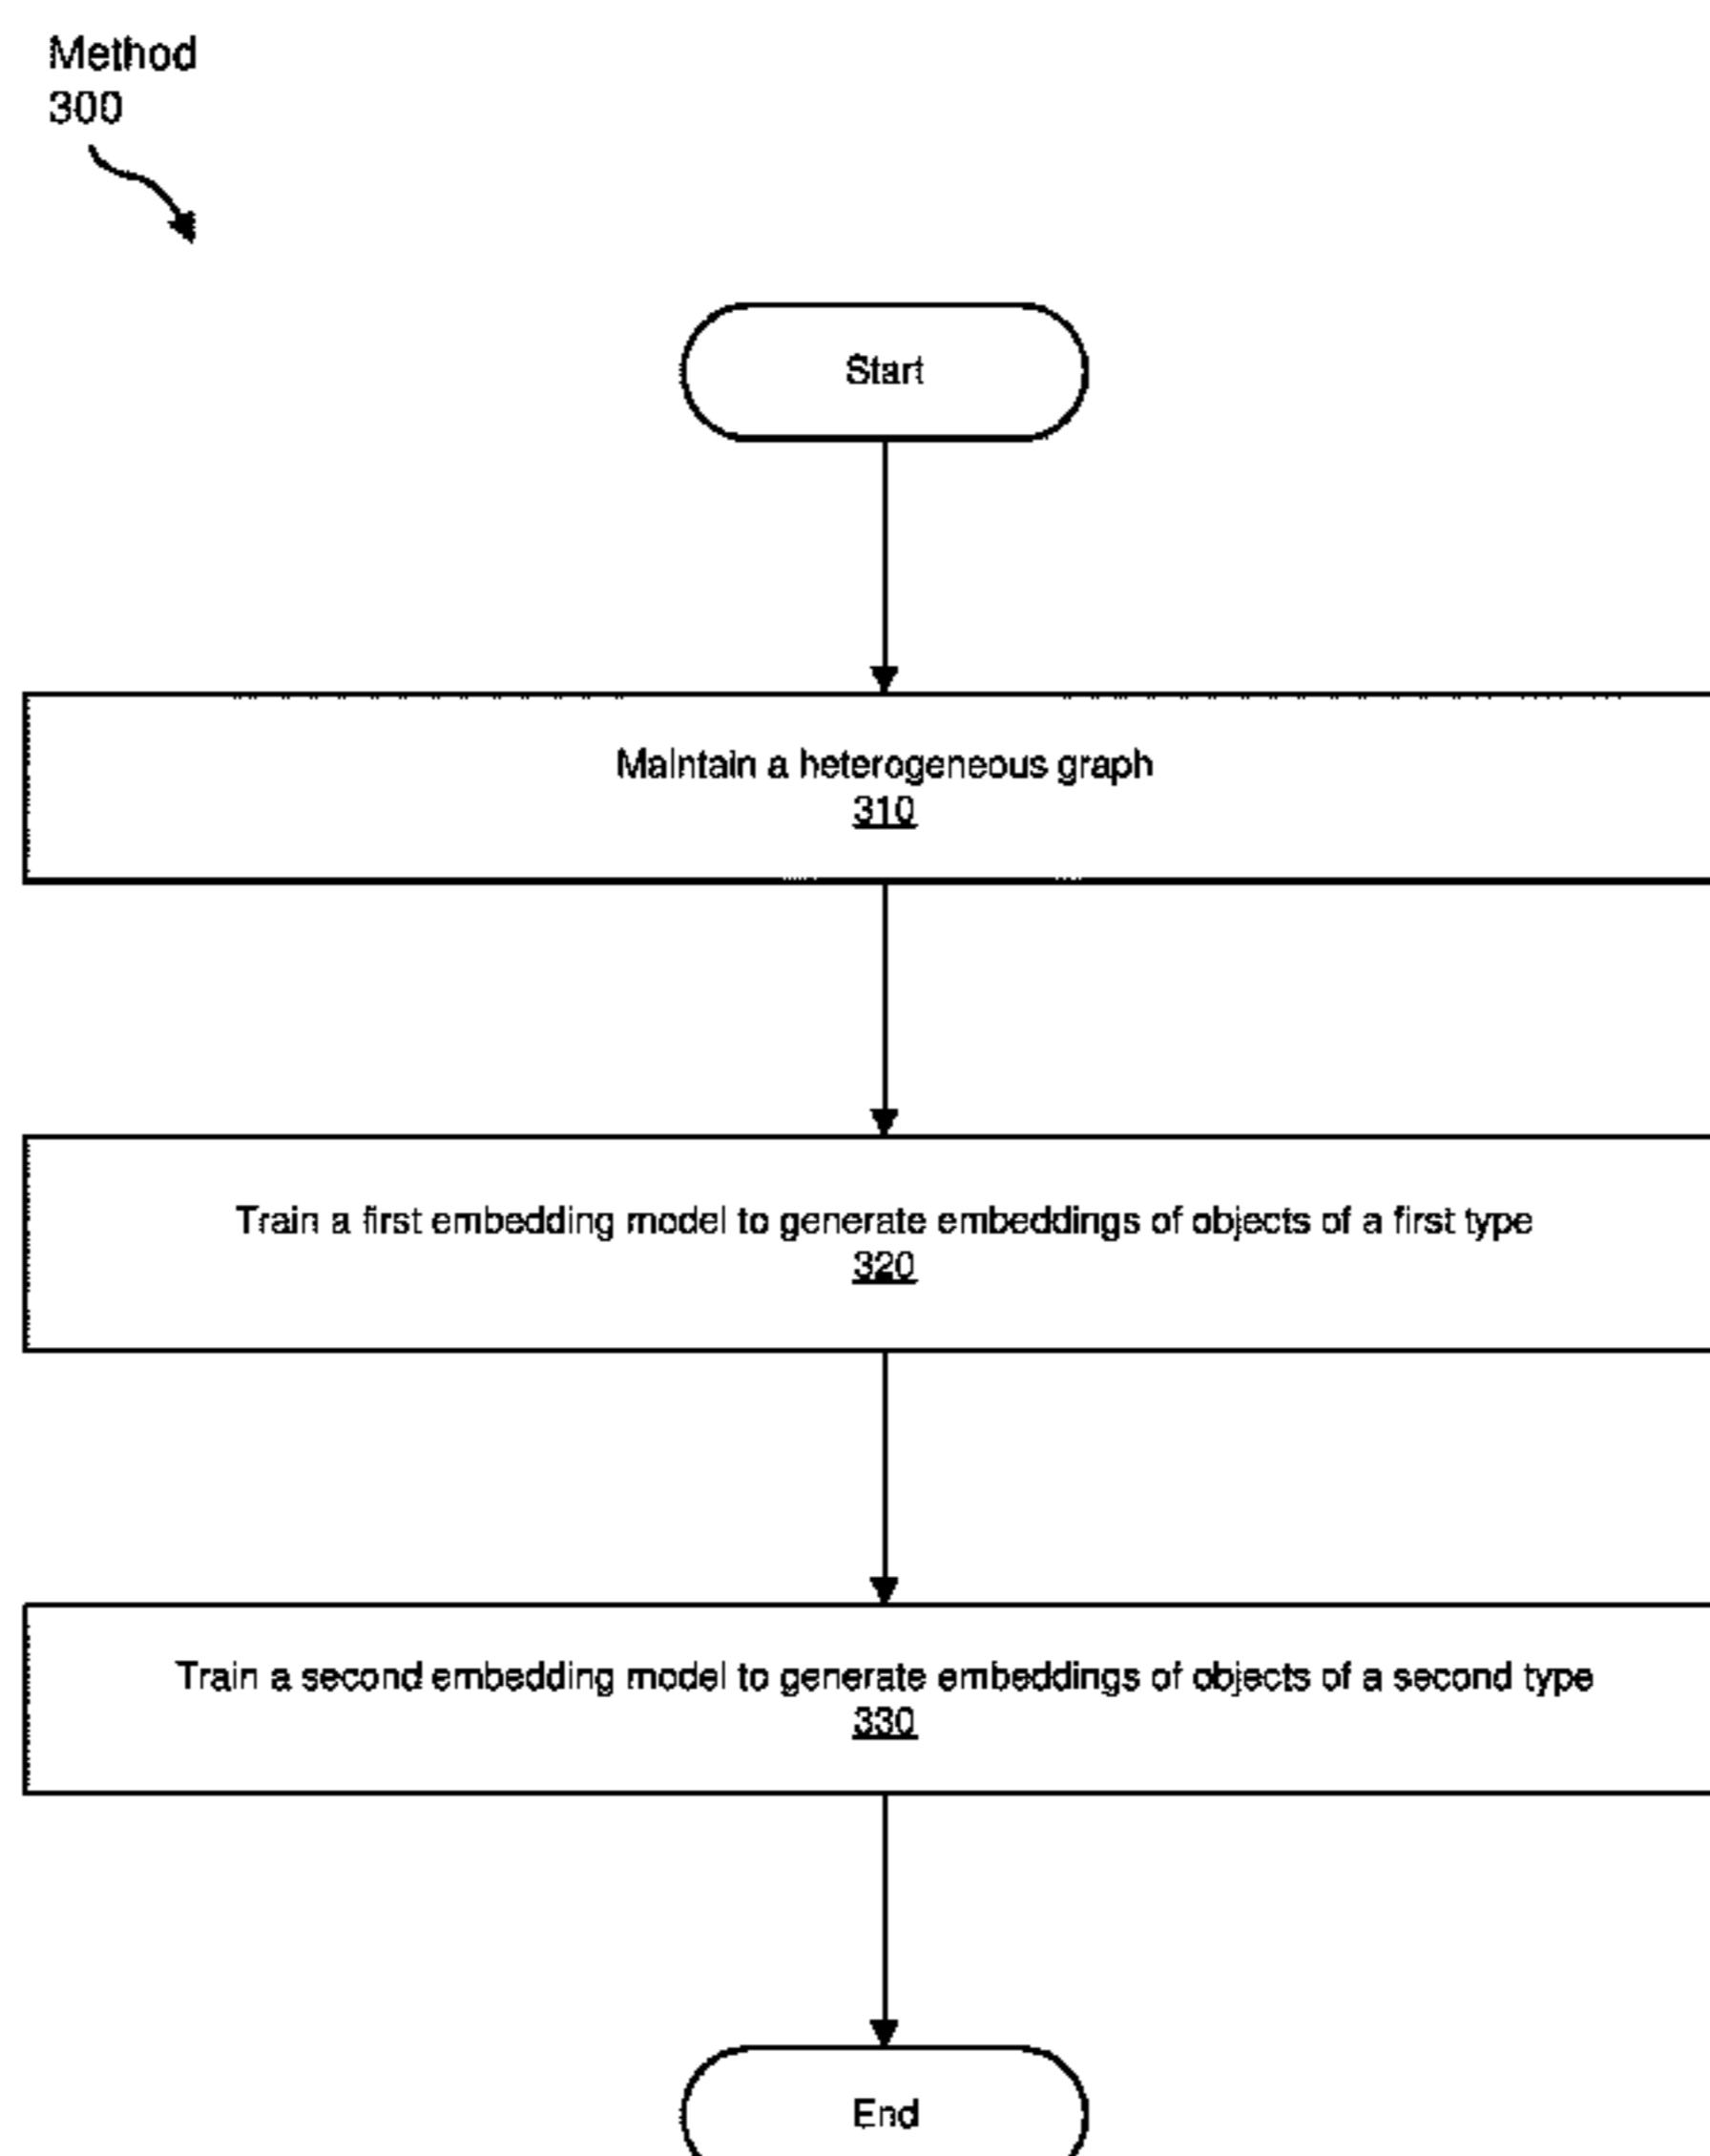 Method
300
Start
Maintain a heterogeneous graph
310
Train a first embedding model to generate embeddings of objects of a first type
320
Train a second embedding model to generate embeddings of objects of a second type
330
End